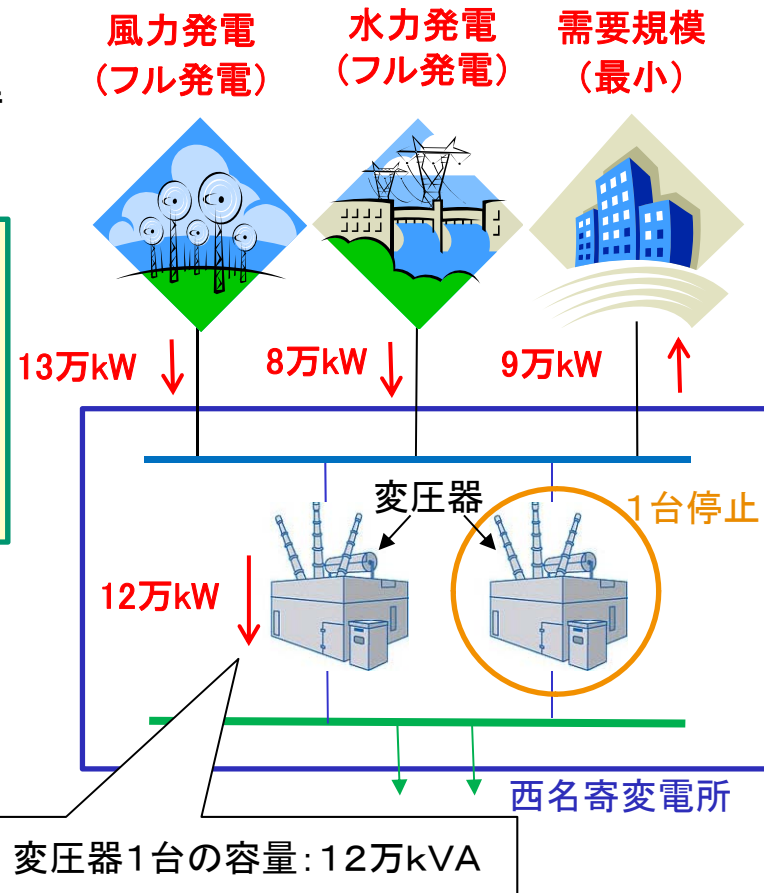 風力発電
(フル発電)
水力発電
(フル発電)
需要規模
(最小)
13万kW
8万kW
9万kW
変圧器
1台停止
12万kW
西名寄変電所
変圧器1台の容量:12万kVA